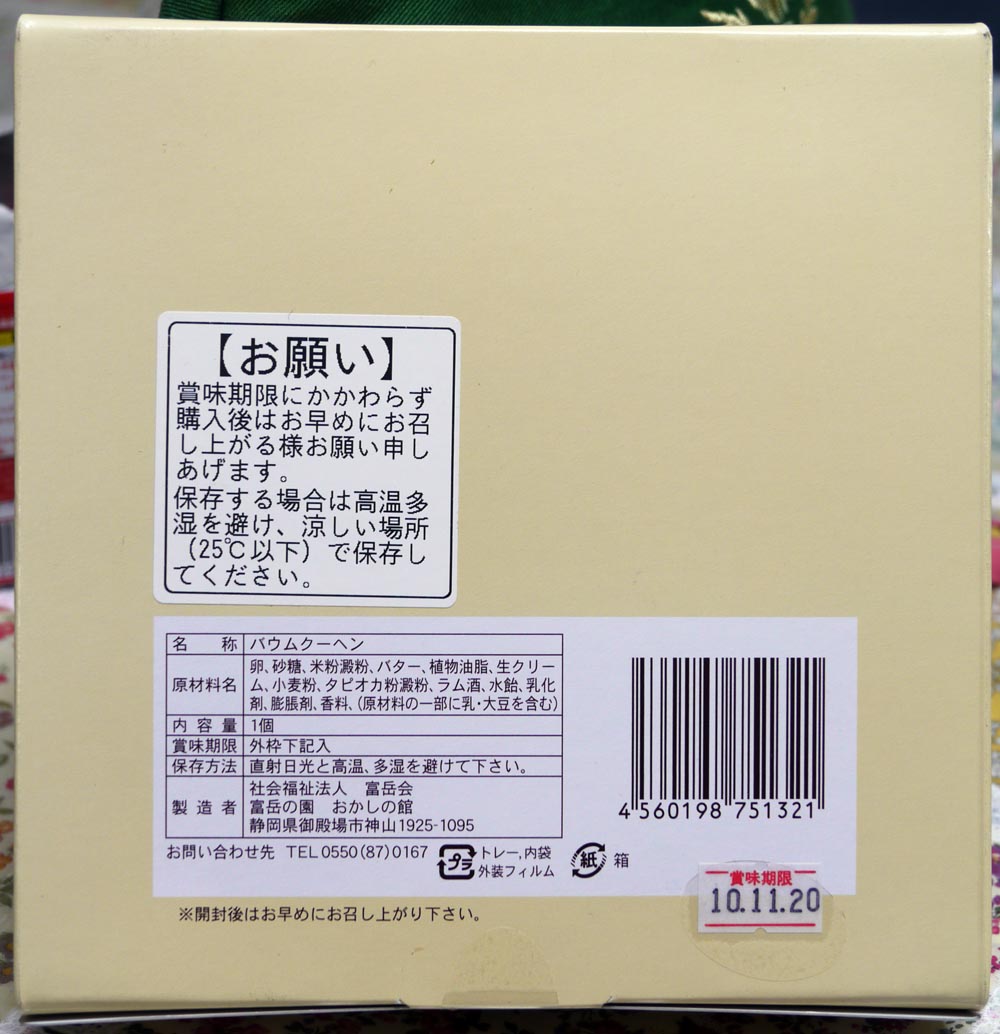 【お願い】
賞味期限にかかわらず
購入後はお早めにお召
し上がる様お願い申し
あげます。
保存する場合は高温多
湿を避け、涼しい場所
(25℃以下)で保存し
てください。
名 称 バウムクーヘン
原材料名 卵、砂糖、米粉澱粉、バター、植物油脂、生クリー
ム、小麦粉、タピオカ粉澱粉、ラム酒、水飴、乳化
剤、膨脹剤、香料、(原材料の一部に乳・大豆を含む)
内容量 1個
賞味期限 外枠下記入
保存方法 直射日光と高温、多湿を避けて下さい。
製造者 社会福祉法人 富岳会
富岳の園 おかしの館
静岡県御殿場市神山1925-1095
お問い合わせ先 TEL 0550(87)0167
プラ
トレー,内袋
外装フィルム
紙 箱
4 560198 751321
賞味期限
10.11.20
※開封後はお早めにお召し上がり下さい。